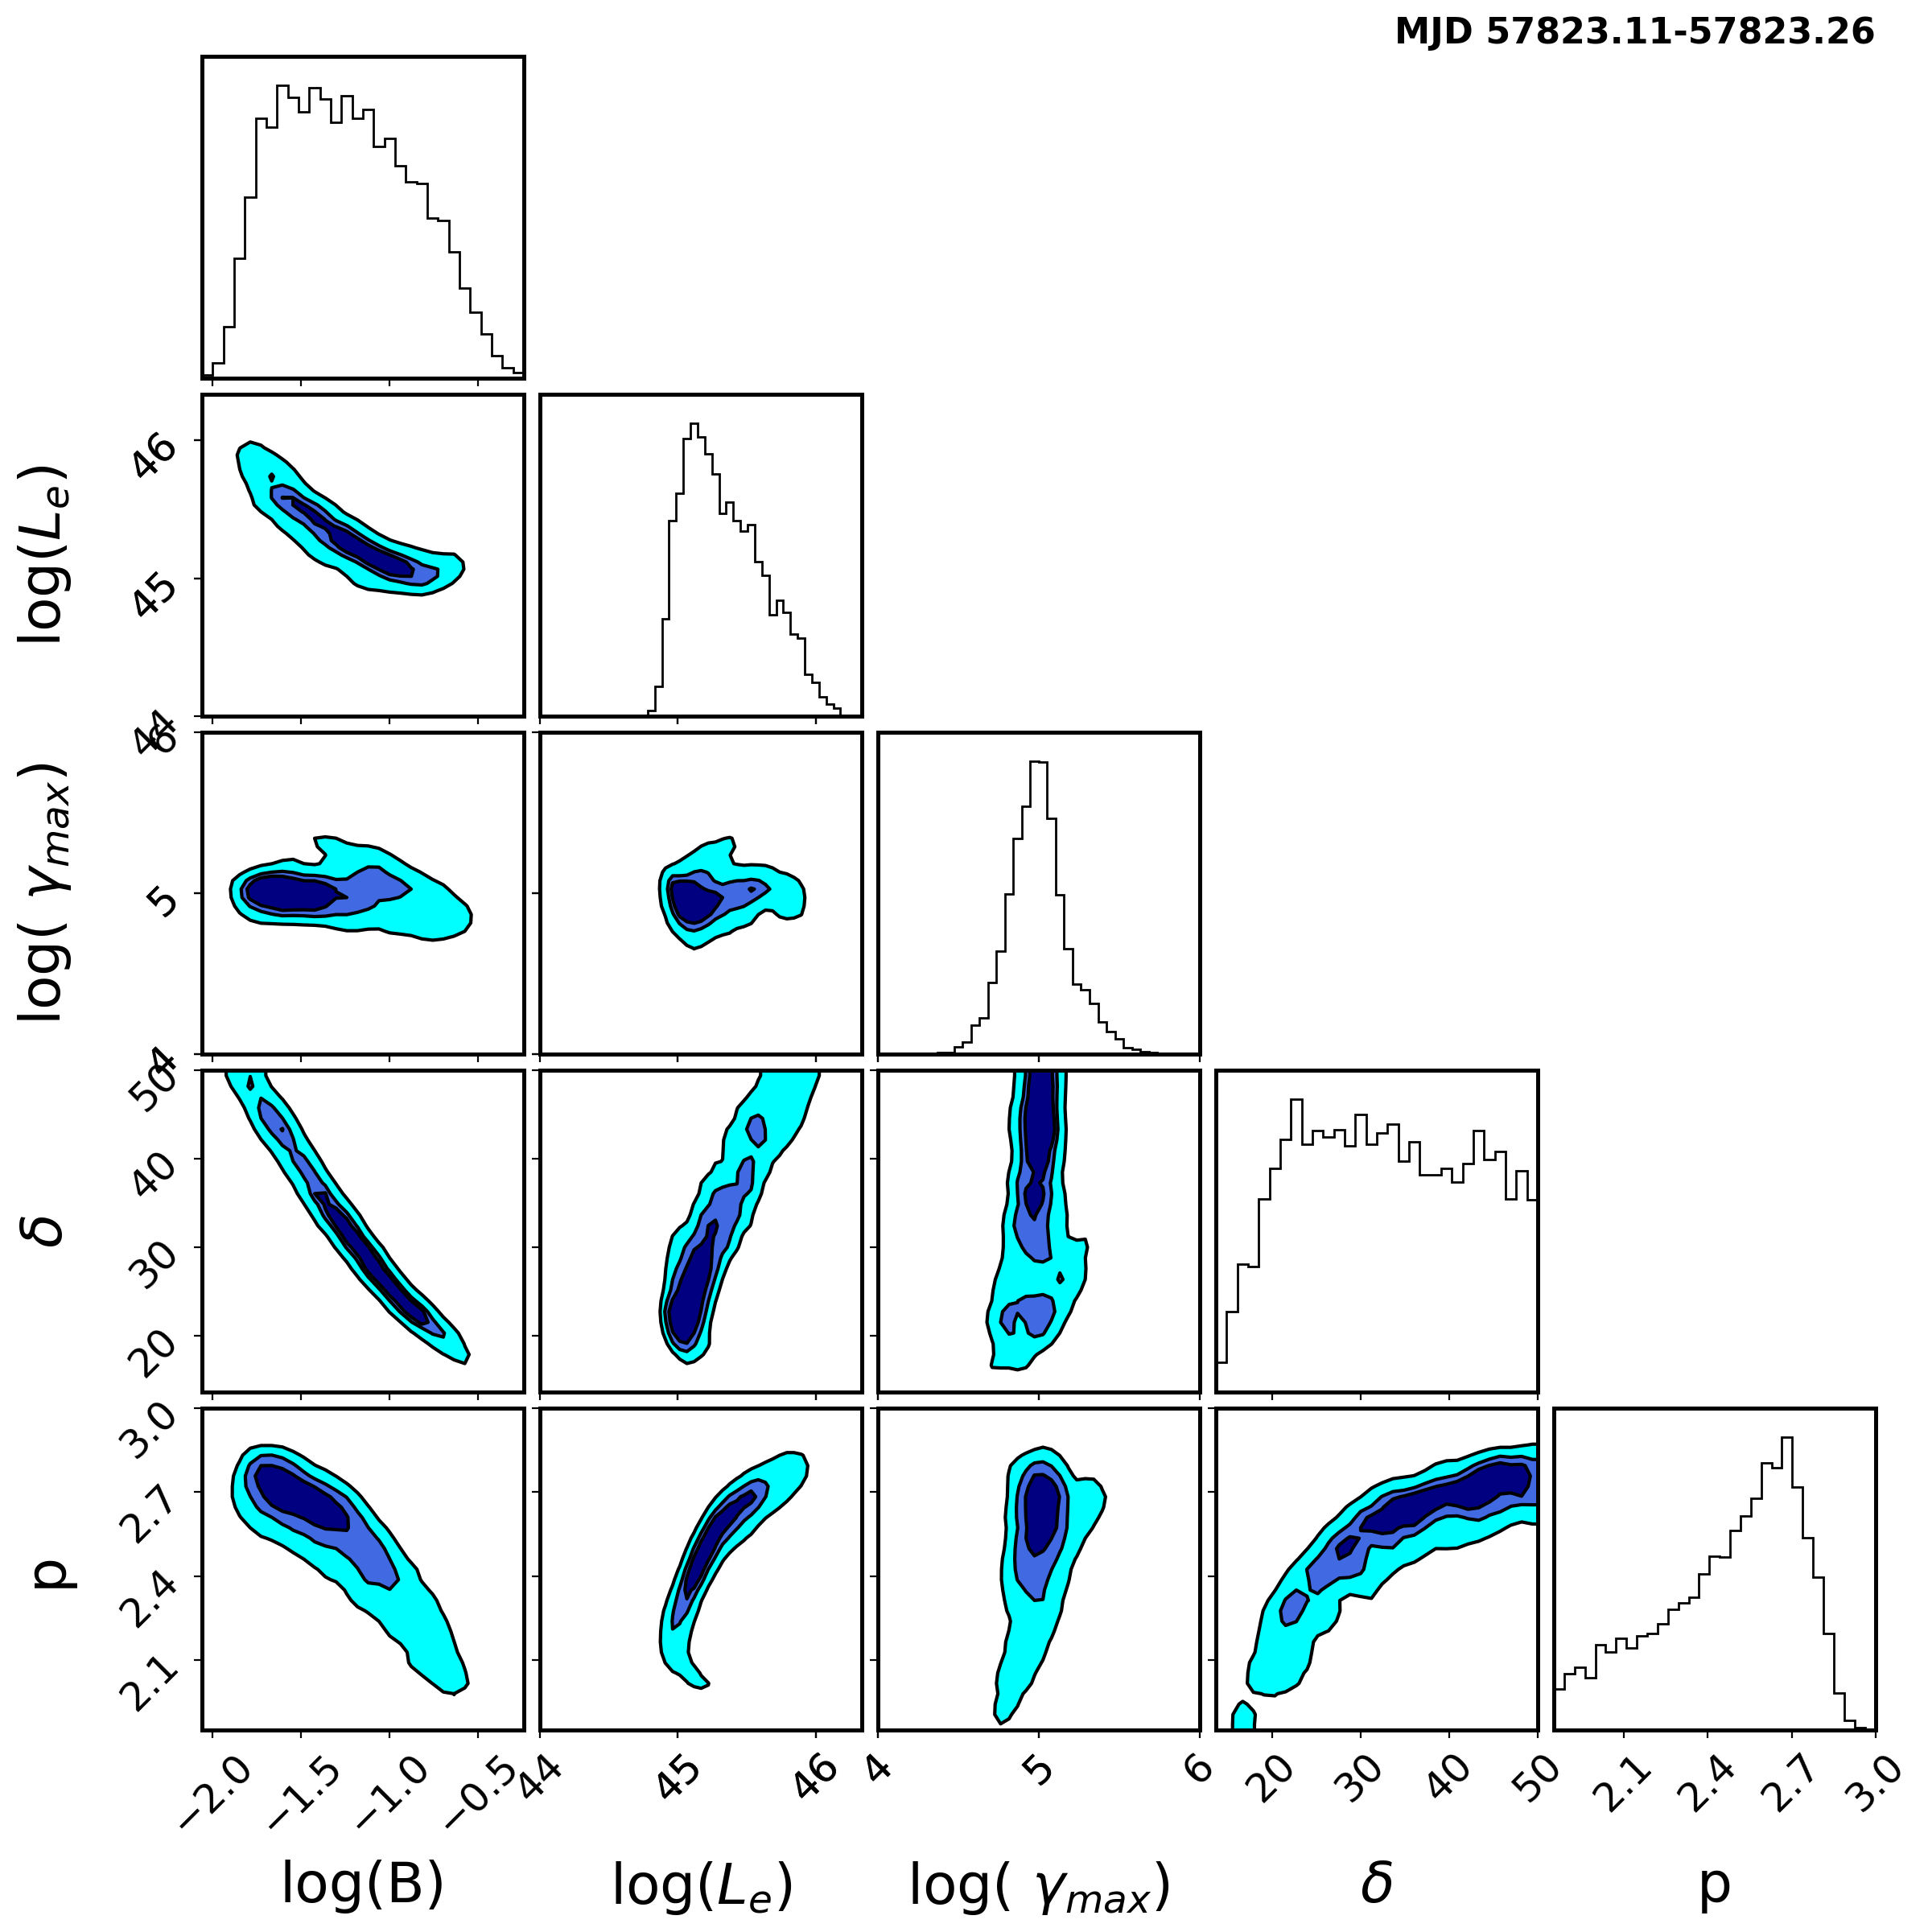 MJD 57823.11-57823.26
log(Lₑ)
46
45
44
log( γₘₐₓ)
6
5
4
δ
50
40
30
20
p
3.0
2.7
2.4
2.1
−2.0 −1.5 −1.0 −0.5 44 45 46 4 5 6 20 30 40 50 2.1 2.4 2.7 3.0
log(B) log(Lₑ) log( γₘₐₓ) δ p